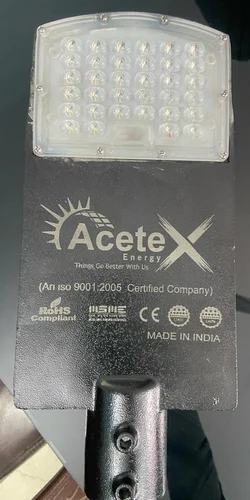 AceteX
Energy
Things Go Better With Us
(An iso 9001:2005 Certified Company)
RoHS
Compliant
MSME
CE
MADE IN INDIA